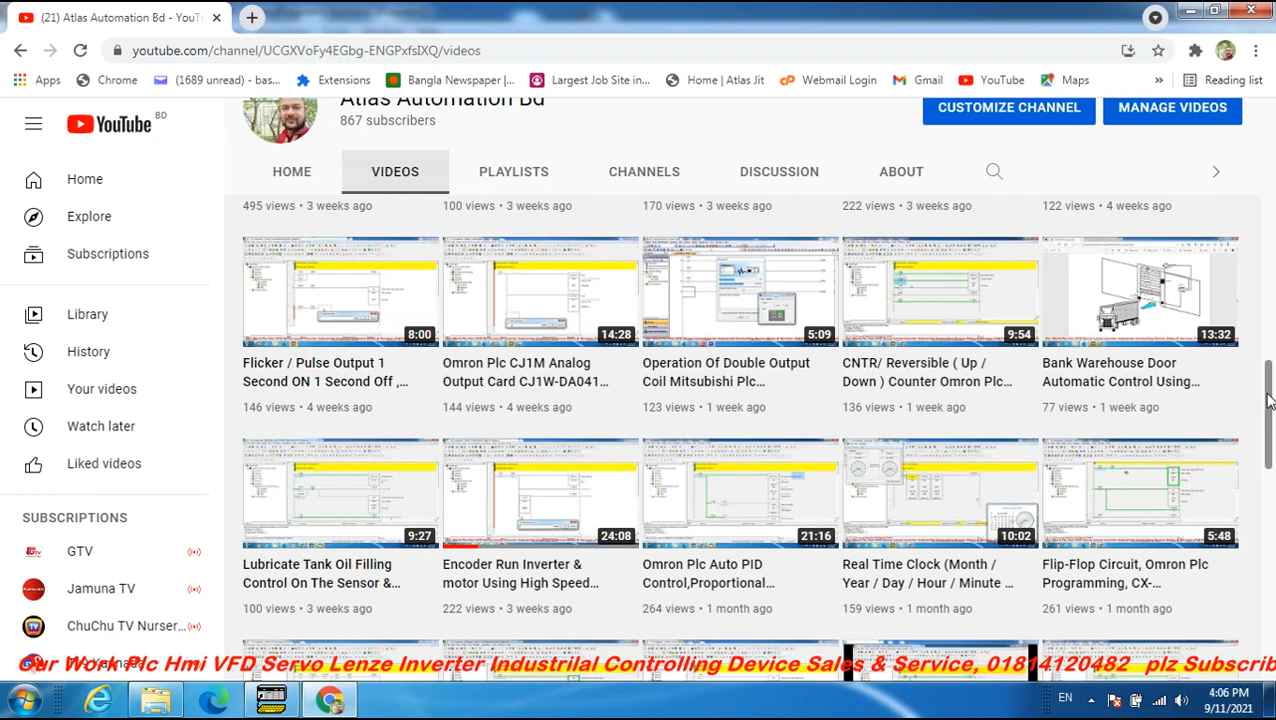 (21) Atlas Automation Bd - YouTu
youtube.com/channel/UCGXVoFy4EGbg-ENGPxfsIXQ/videos
Apps
Chrome
(1689 unread) - bas...
Extensions
Bangla Newspaper |...
Largest Job Site in...
Home | Atlas Jit
Webmail Login
Gmail
YouTube
Maps
»
Reading list
YouTube BD
Atlas Automation Bd
867 subscribers
CUSTOMIZE CHANNEL
MANAGE VIDEOS
HOME
VIDEOS
PLAYLISTS
CHANNELS
DISCUSSION
ABOUT
Home
Explore
Subscriptions
Library
History
Your videos
Watch later
Liked videos
SUBSCRIPTIONS
GTV
Jamuna TV
ChuChu TV Nurser...
495 views • 3 weeks ago
100 views • 3 weeks ago
170 views • 3 weeks ago
222 views • 3 weeks ago
122 views • 4 weeks ago
8:00
14:28
5:09
9:54
13:32
Flicker / Pulse Output 1
Second ON 1 Second Off ,...
146 views • 4 weeks ago
Omron Plc CJ1M Analog
Output Card CJ1W-DA041...
144 views • 4 weeks ago
Operation Of Double Output
Coil Mitsubishi Plc...
123 views • 1 week ago
CNTR/ Reversible ( Up /
Down ) Counter Omron Plc...
136 views • 1 week ago
Bank Warehouse Door
Automatic Control Using...
77 views • 1 week ago
9:27
24:08
21:16
10:02
5:48
Lubricate Tank Oil Filling
Control On The Sensor &...
100 views • 3 weeks ago
Encoder Run Inverter &
motor Using High Speed...
222 views • 3 weeks ago
Omron Plc Auto PID
Control,Proportional...
264 views • 1 month ago
Real Time Clock (Month /
Year / Day / Hour / Minute ...
159 views • 1 month ago
Flip-Flop Circuit, Omron Plc
Programming, CX-...
261 views • 1 month ago
Our Work Plc Hmi VFD Servo Lenze Inverter Industrilal Controlling Device Sales & Service, 01814120482 plz Subscrib
EN
4:06 PM
9/11/2021